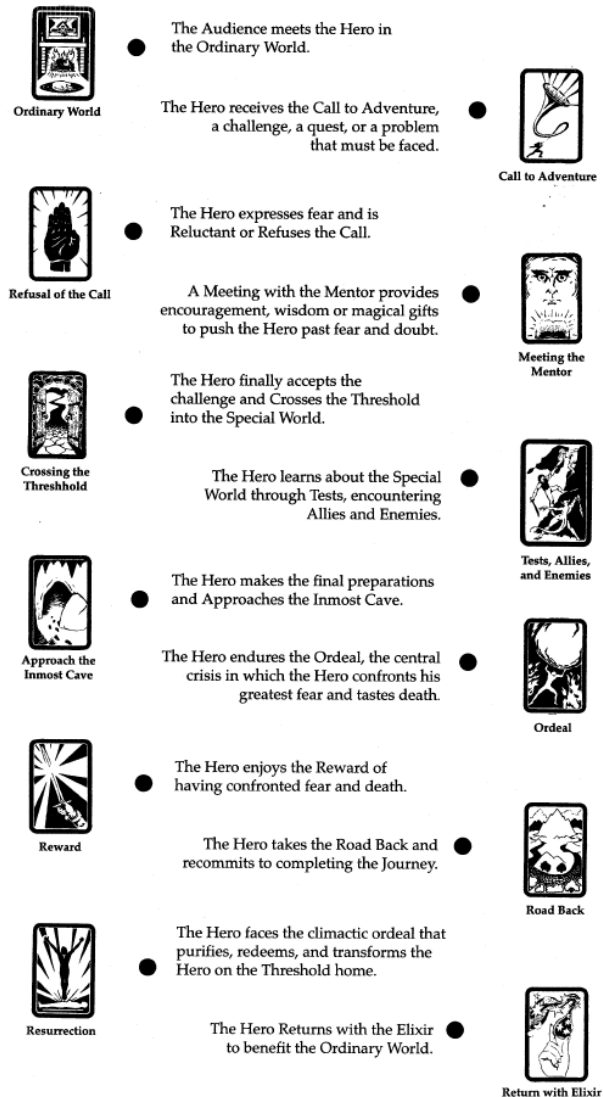 The Audience meets the Hero in
the Ordinary World.
Ordinary World
The Hero receives the Call to Adventure,
a challenge, a quest, or a problem
that must be faced.
Call to Adventure
The Hero expresses fear and is
Reluctant or Refuses the Call.
Refusal of the Call
A Meeting with the Mentor provides
encouragement, wisdom or magical gifts
to push the Hero past fear and doubt.
Meeting the
Mentor
The Hero finally accepts the
challenge and Crosses the Threshold
into the Special World.
Crossing the
Threshhold
The Hero learns about the Special
World through Tests, encountering
Allies and Enemies.
Tests, Allies,
and Enemies
The Hero makes the final preparations
and Approaches the Inmost Cave.
Approach the
Inmost Cave
The Hero endures the Ordeal, the central
crisis in which the Hero confronts his
greatest fear and tastes death.
Ordeal
The Hero enjoys the Reward of
having confronted fear and death.
Reward
The Hero takes the Road Back and
recommits to completing the Journey.
Road Back
The Hero faces the climactic ordeal that
purifies, redeems, and transforms the
Hero on the Threshold home.
Resurrection
The Hero Returns with the Elixir
to benefit the Ordinary World.
Return with Elixir